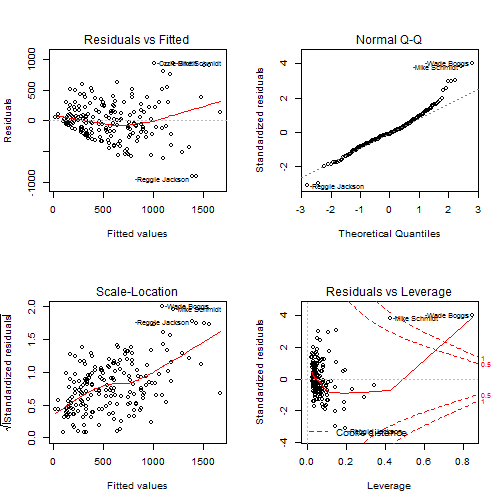 Residuals vs Fitted
Residuals
-1000
0
500
1000
0
500
1000
1500
-Wade Boggs
-Mike Schmidt
-Reggie Jackson
Fitted values
Normal Q-Q
Standardized residuals
-2
0
2
4
-3
-2
-1
0
1
2
3
-Wade Boggs
-Mike Schmidt
-Reggie Jackson
Theoretical Quantiles
Scale-Location
√|Standardized residuals|
0.0
0.5
1.0
1.5
2.0
0
500
1000
1500
-Wade Boggs
-Mike Schmidt
-Reggie Jackson
Fitted values
Residuals vs Leverage
Standardized residuals
-4
-2
0
2
4
0.0
0.2
0.4
0.6
0.8
-Wade Boggs
-Mike Schmidt
-Reggie Jackson
Cook's distance
1
0.5
0.5
1
Leverage